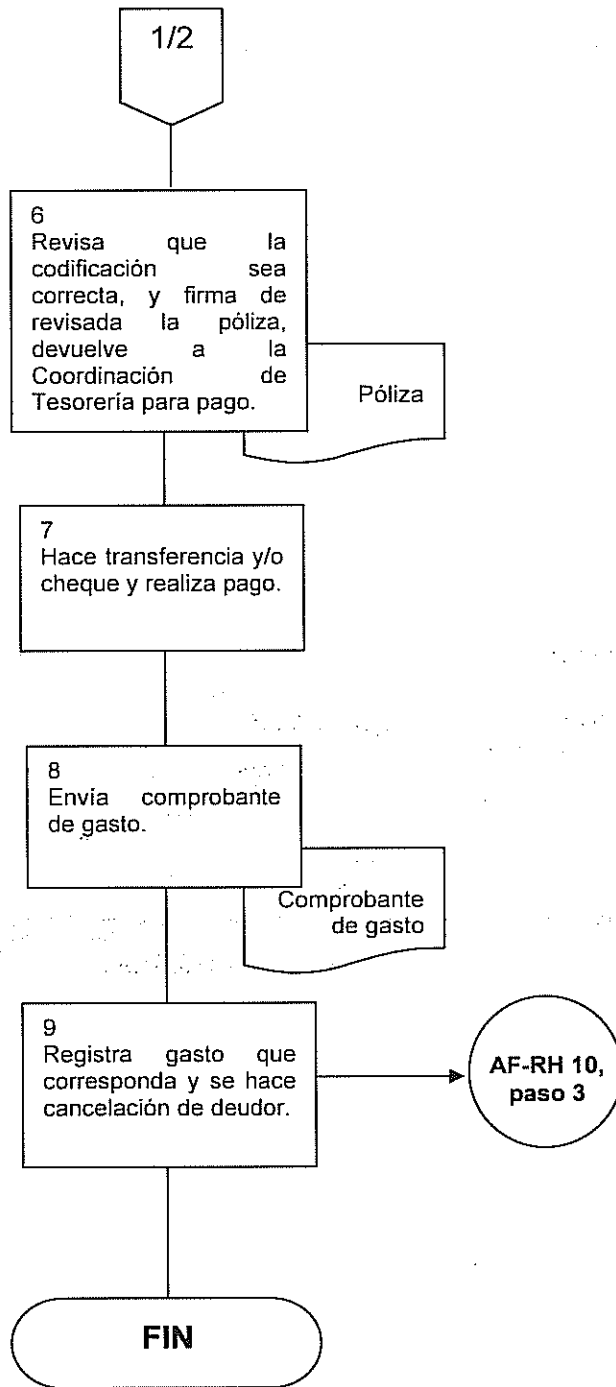 1/2
6
Revisa que la
codificación sea
correcta, y firma de
revisada la póliza,
devuelve a la
Coordinación de
Tesorería para pago.
Póliza
7
Hace transferencia y/o
cheque y realiza pago.
8
Envía comprobante
de gasto.
Comprobante
de gasto
9
Registra gasto que
corresponda y se hace
cancelación de deudor.
AF-RH 10,
paso 3
FIN